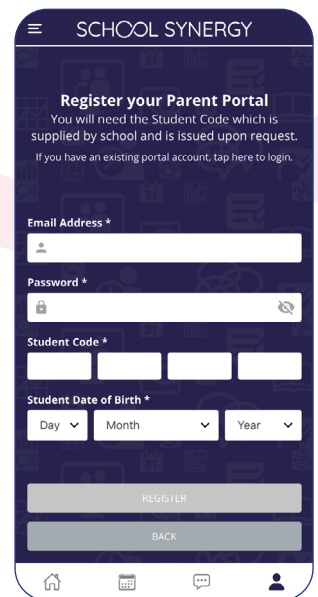 SCHOOL SYNERGY
Register your Parent Portal
You will need the Student Code which is
supplied by school and is issued upon request.
If you have an existing portal account, tap here to login.
Email Address *
Password *
Student Code *
Student Date of Birth *
Day
Month
Year
REGISTER
BACK